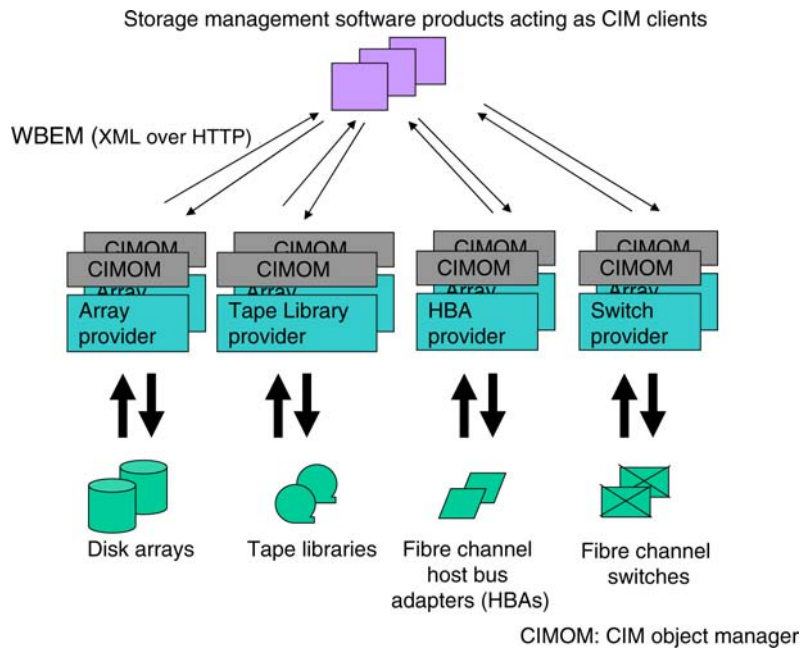 Storage management software products acting as CIM clients
WBEM (XML over HTTP)
CIMOM
CIMOM
CIMOM
CIMOM
CIMOM
CIMOM
CIMOM
CIMOM
Array
Array
Array
Array
Array
provider
Tape Library
provider
HBA
provider
Switch
provider
Disk arrays
Tape libraries
Fibre channel
host bus
adapters (HBAs)
Fibre channel
switches
CIMOM: CIM object manager